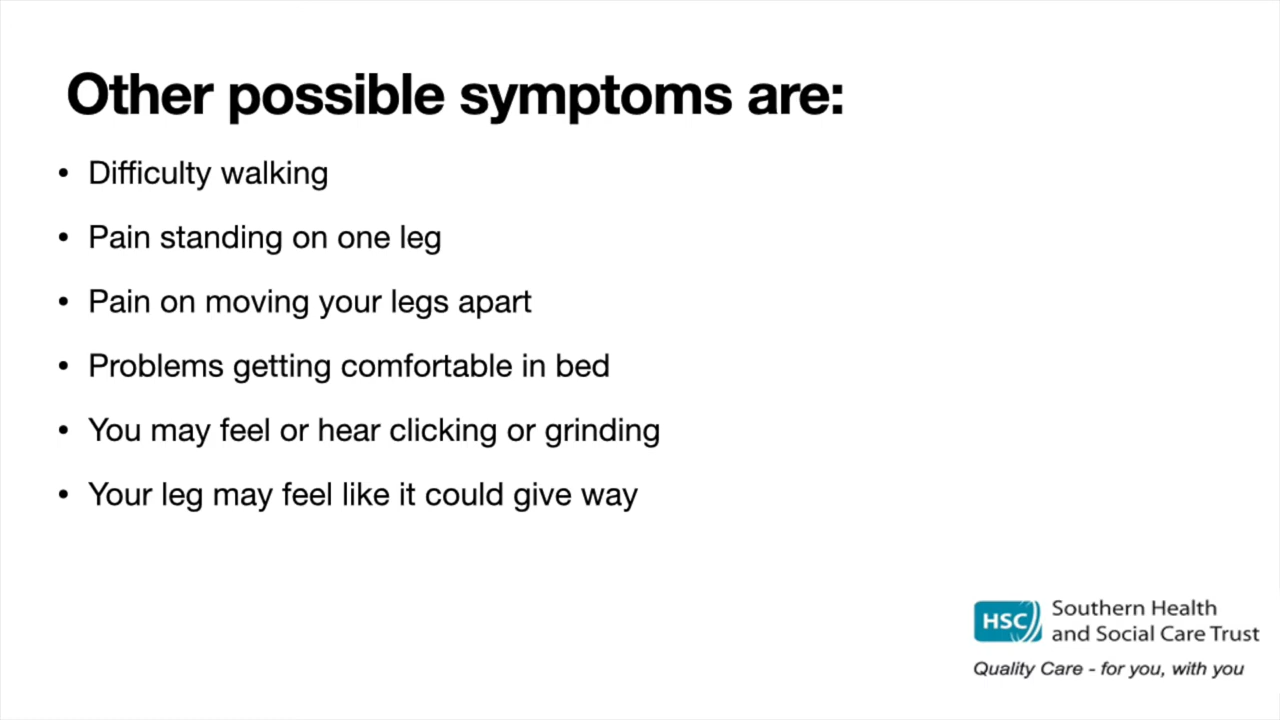 Other possible symptoms are:
• Difficulty walking
• Pain standing on one leg
• Pain on moving your legs apart
• Problems getting comfortable in bed
• You may feel or hear clicking or grinding
• Your leg may feel like it could give way
HSC
Southern Health
and Social Care Trust
Quality Care - for you, with you